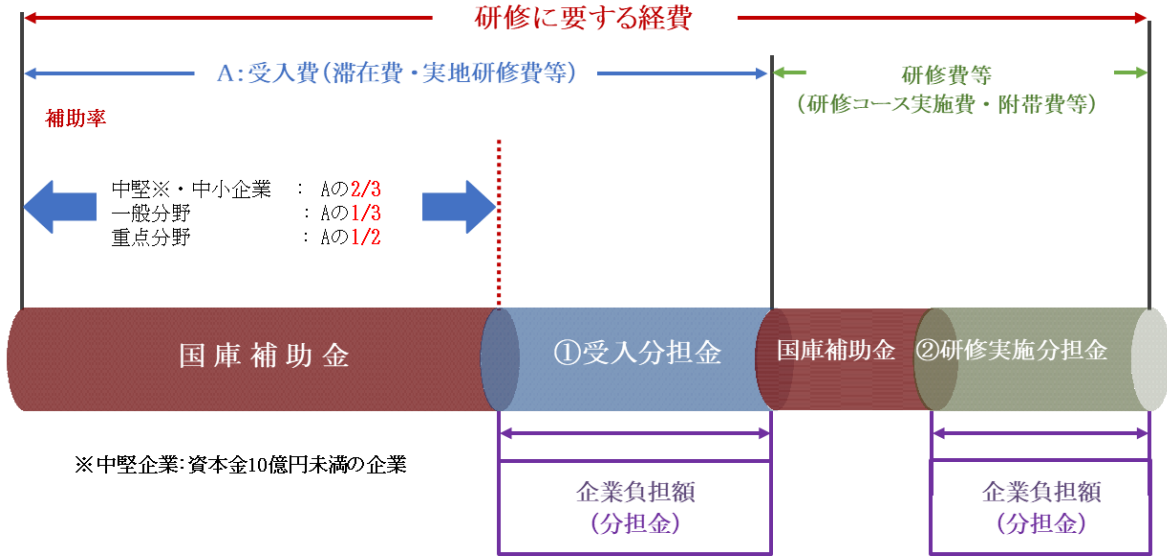 研修に要する経費
A:受入費(滞在費・実地研修費等)
研修費等
(研修コース実施費・附帯費等)
補助率
中堅※・中小企業 : Aの2/3
一般分野 : Aの1/3
重点分野 : Aの1/2
国庫補助金
①受入分担金
国庫補助金
②研修実施分担金
※中堅企業:資本金10億円未満の企業
企業負担額
(分担金)
企業負担額
(分担金)